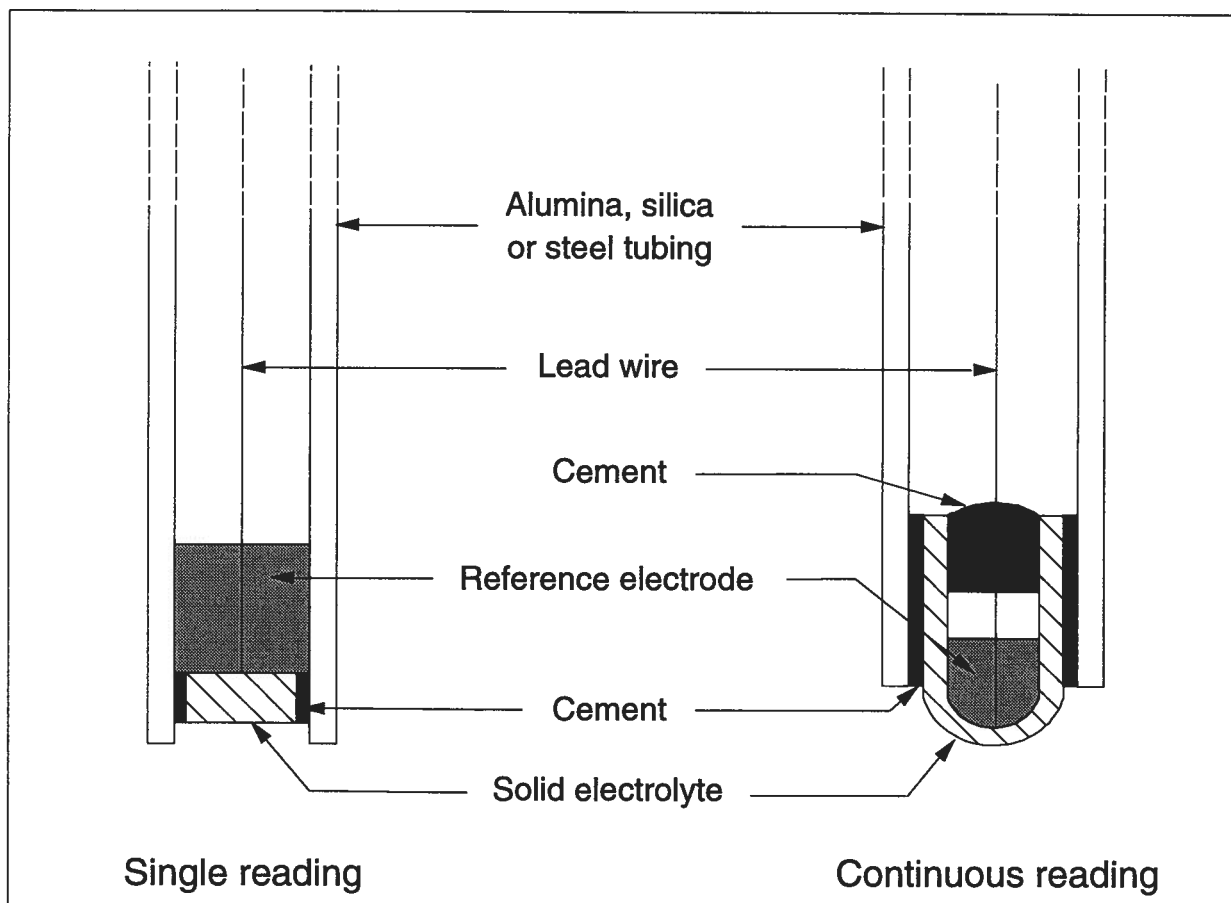 Alumina, silica
or steel tubing
Lead wire
Cement
Reference electrode
Cement
Solid electrolyte
Single reading
Continuous reading